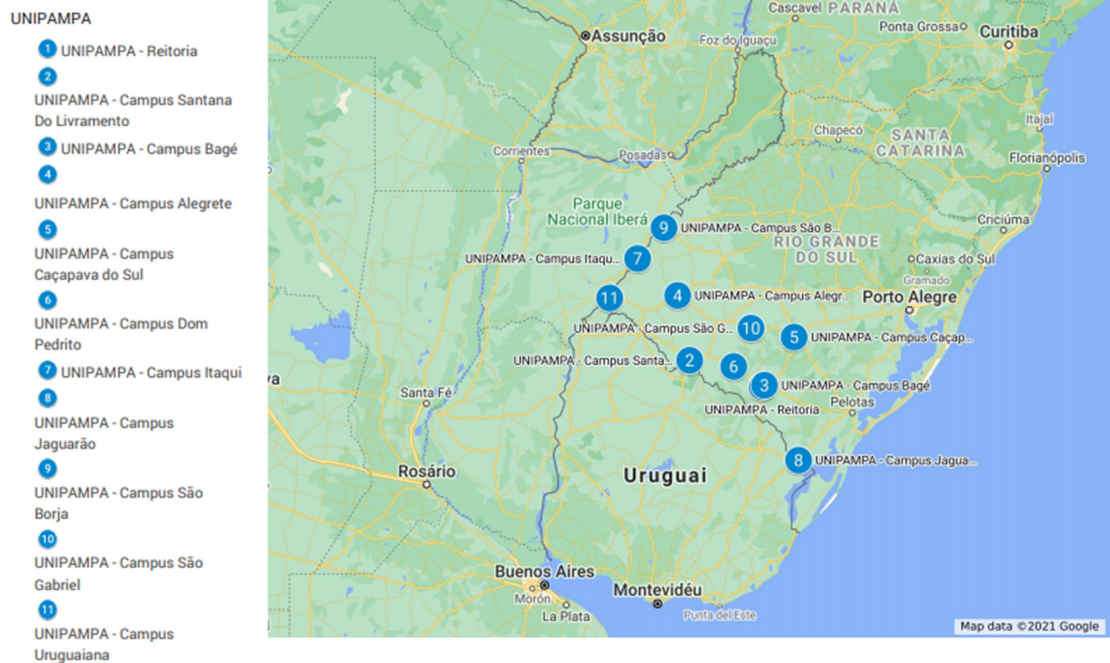 UNIPAMPA
1 UNIPAMPA - Reitoria
2
UNIPAMPA - Campus Santana
Do Livramento
3 UNIPAMPA - Campus Bagé
4
UNIPAMPA - Campus Alegrete
5
UNIPAMPA - Campus
Caçapava do Sul
6
UNIPAMPA - Campus Dom
Pedrito
7 UNIPAMPA - Campus Itaqui
8
UNIPAMPA - Campus
Jaguarão
9
UNIPAMPA - Campus São
Borja
10
UNIPAMPA - Campus São
Gabriel
11
UNIPAMPA - Campus
Uruguaiana
Cascavel PARANÁ
Ponta Grossa
Curitiba
Assunção
Foz do Iguaçu
Itajaí
Chapecó
SANTA
CATARINA
Corrientes
Posadas
Florianópolis
Parque
Nacional Iberá
9 UNIPAMPA - Campus São B...
Criciúma
RIO GRANDE
DO SUL
UNIPAMPA - Campus Itaqu... 7
Caxias do Sul
Gramado
11
4 UNIPAMPA - Campus Alegr...
Porto Alegre
UNIPAMPA - Campus São G... 10
5 UNIPAMPA - Campus Caçap...
UNIPAMPA - Campus Santa... 2
6
va
3 UNIPAMPA - Campus Bagé
Santa Fé
Pelotas
UNIPAMPA - Reitoria
8 UNIPAMPA - Campus Jagua...
Rosário
Uruguai
Buenos Aires
Montevidéu
Morón
La Plata
Punta del Este
Map data ©2021 Google